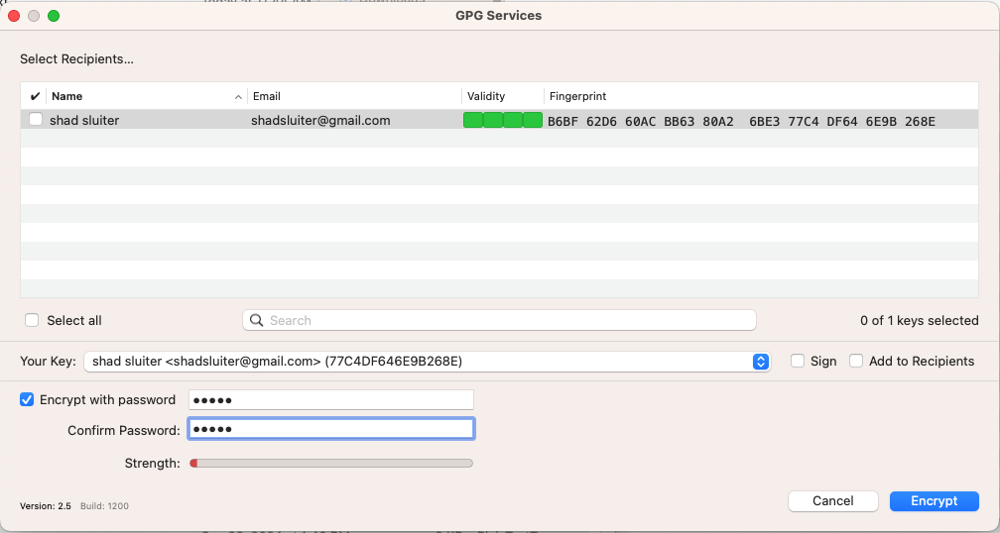 GPG Services
Select Recipients...
✔ Name Email Validity Fingerprint
shad sluiter shadsluiter@gmail.com B6BF 62D6 60AC BB63 80A2 6BE3 77C4 DF64 6E9B 268E
Select all Search 0 of 1 keys selected
Your Key: shad sluiter <shadsluiter@gmail.com> (77C4DF646E9B268E) Sign Add to Recipients
Encrypt with password •••••
Confirm Password: •••••
Strength:
Version: 2.5 Build: 1200 Cancel Encrypt